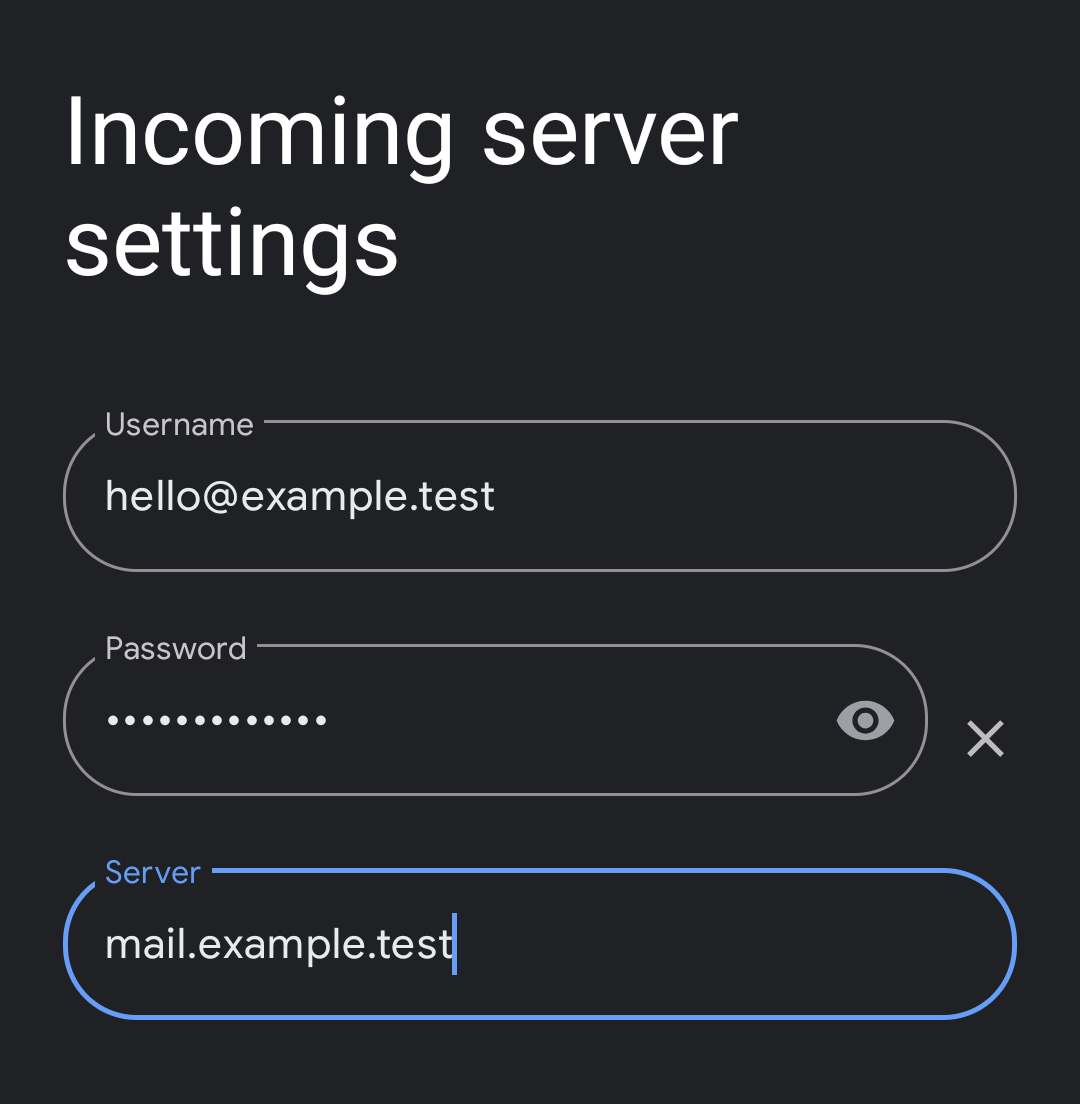 Incoming server
settings
Username
hello@example.test
Password
•••••••••••••
Server
mail.example.test